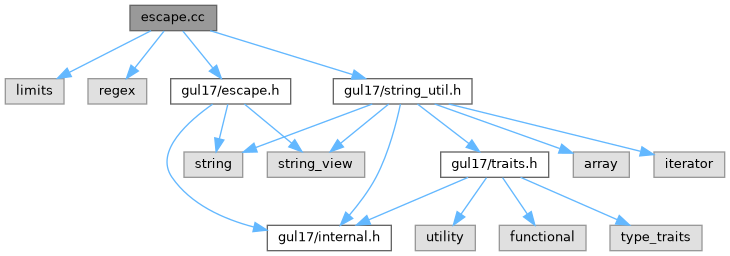 escape.cc
limits
regex
gul17/escape.h
gul17/string_util.h
string
string_view
gul17/traits.h
array
iterator
gul17/internal.h
utility
functional
type_traits